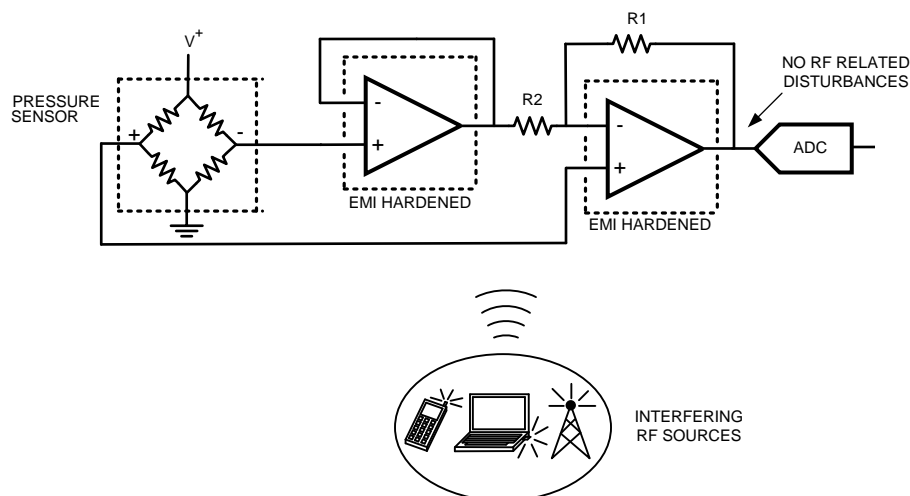 R1
V+
NO RF RELATED
DISTURBANCES
PRESSURE
SENSOR
-
R2
-
+
-
ADC
+
+
EMI HARDENED
EMI HARDENED
INTERFERING
RF SOURCES